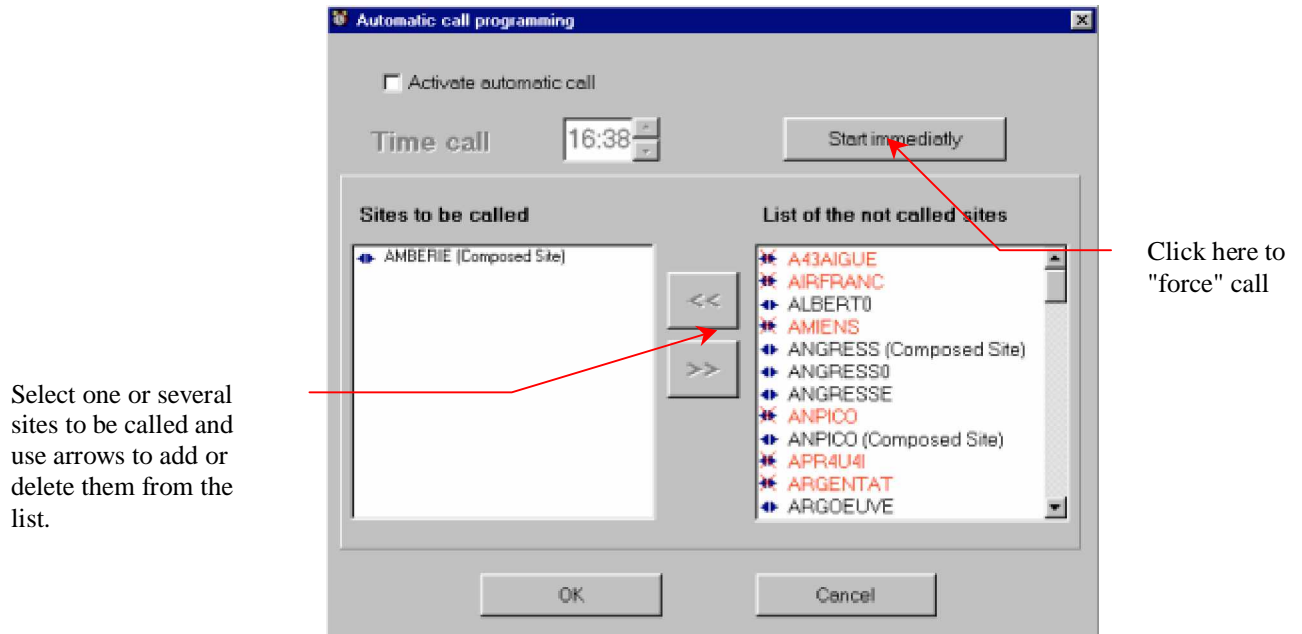 Automatic call programming
Activate automatic call
Time call
16:38
Start immediatly
Sites to be called
AMBERIE (Composed Site)
<<
>>
List of the not called sites
A43AIGUE
AIRFRANC
ALBERT0
AMIENS
ANGRESS (Composed Site)
ANGRESS0
ANGRESSE
ANPICO
ANPICO (Composed Site)
APR4U4I
ARGENTAT
ARGOEUVE
OK
Cancel
Click here to
"force" call
Select one or several
sites to be called and
use arrows to add or
delete them from the
list.